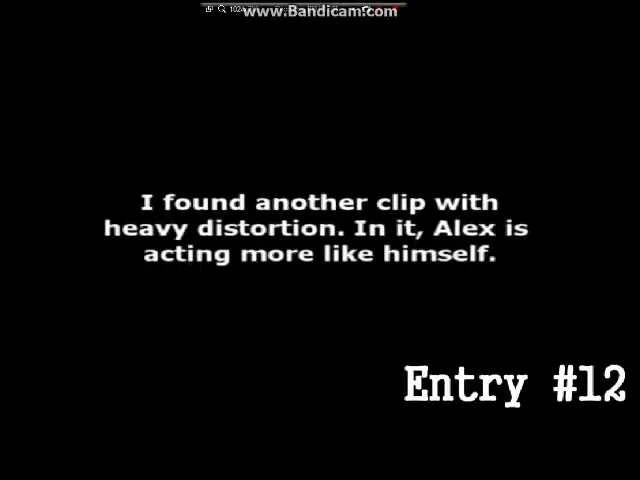 www.Bandicam.com
I found another clip with
heavy distortion. In it, Alex is
acting more like himself.
Entry #12